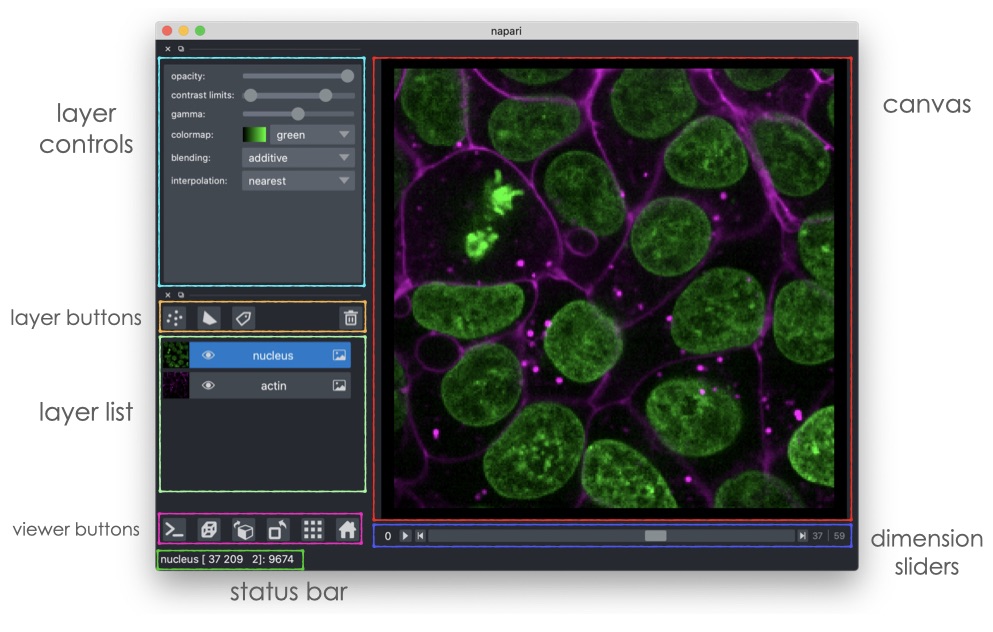 napari
layer
controls
opacity:
contrast limits:
gamma:
colormap: green
blending: additive
interpolation: nearest
canvas
layer buttons
nucleus
actin
layer list
viewer buttons
0 37 59
dimension
sliders
nucleus [ 37 209 2]: 9674
status bar